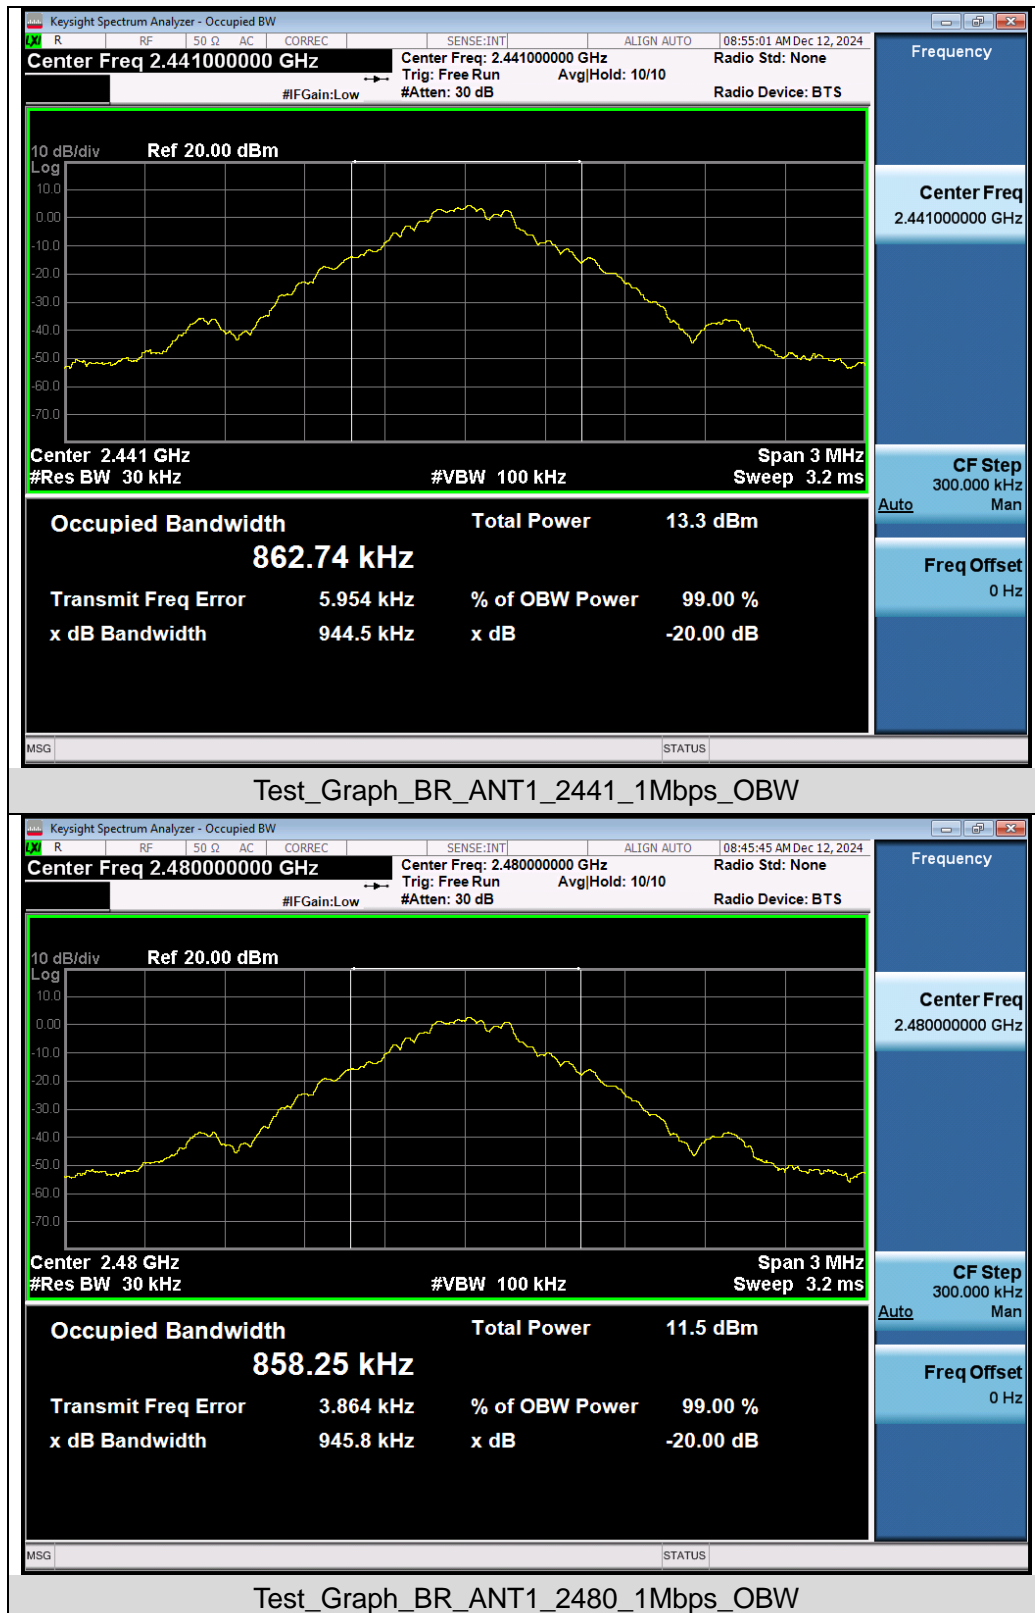 Keysight Spectrum Analyzer - Occupied BW
LXI R RF 50 Ω AC CORREC SENSE:INT ALIGN AUTO 08:55:01 AM Dec 12, 2024
Center Freq 2.441000000 GHz
Center Freq: 2.441000000 GHz
Radio Std: None
Trig: Free Run Avg|Hold: 10/10
#IFGain:Low
#Atten: 30 dB
Radio Device: BTS
Frequency
10 dB/div Ref 20.00 dBm
Log
10.0
0.00
-10.0
-20.0
-30.0
-40.0
-50.0
-60.0
-70.0
Center Freq
2.441000000 GHz
Center 2.441 GHz Span 3 MHz
#Res BW 30 kHz #VBW 100 kHz Sweep 3.2 ms
CF Step
300.000 kHz
Auto Man
Occupied Bandwidth Total Power 13.3 dBm
862.74 kHz
Transmit Freq Error 5.954 kHz % of OBW Power 99.00 %
x dB Bandwidth 944.5 kHz x dB -20.00 dB
Freq Offset
0 Hz
MSG STATUS
Test_Graph_BR_ANT1_2441_1Mbps_OBW
Keysight Spectrum Analyzer - Occupied BW
LXI R RF 50 Ω AC CORREC SENSE:INT ALIGN AUTO 08:45:45 AM Dec 12, 2024
Center Freq 2.480000000 GHz
Center Freq: 2.480000000 GHz
Radio Std: None
Trig: Free Run Avg|Hold: 10/10
#IFGain:Low
#Atten: 30 dB
Radio Device: BTS
Frequency
10 dB/div Ref 20.00 dBm
Log
10.0
0.00
-10.0
-20.0
-30.0
-40.0
-50.0
-60.0
-70.0
Center Freq
2.480000000 GHz
Center 2.48 GHz Span 3 MHz
#Res BW 30 kHz #VBW 100 kHz Sweep 3.2 ms
CF Step
300.000 kHz
Auto Man
Occupied Bandwidth Total Power 11.5 dBm
858.25 kHz
Transmit Freq Error 3.864 kHz % of OBW Power 99.00 %
x dB Bandwidth 945.8 kHz x dB -20.00 dB
Freq Offset
0 Hz
MSG STATUS
Test_Graph_BR_ANT1_2480_1Mbps_OBW